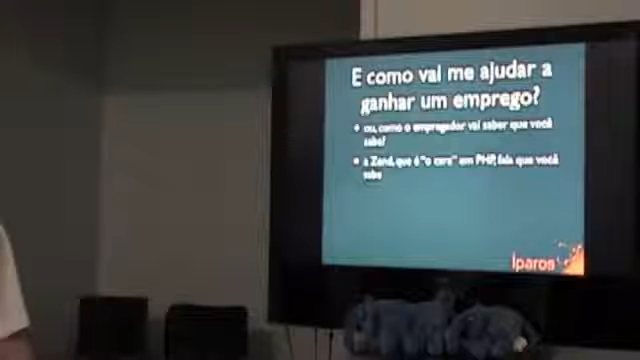 E como vai me ajudar a
ganhar um emprego?
• ou, como o empregador vai saber que você
sabe?
• a Zend, que é "o cara" em PHP, fala que você
sabe
Íparos